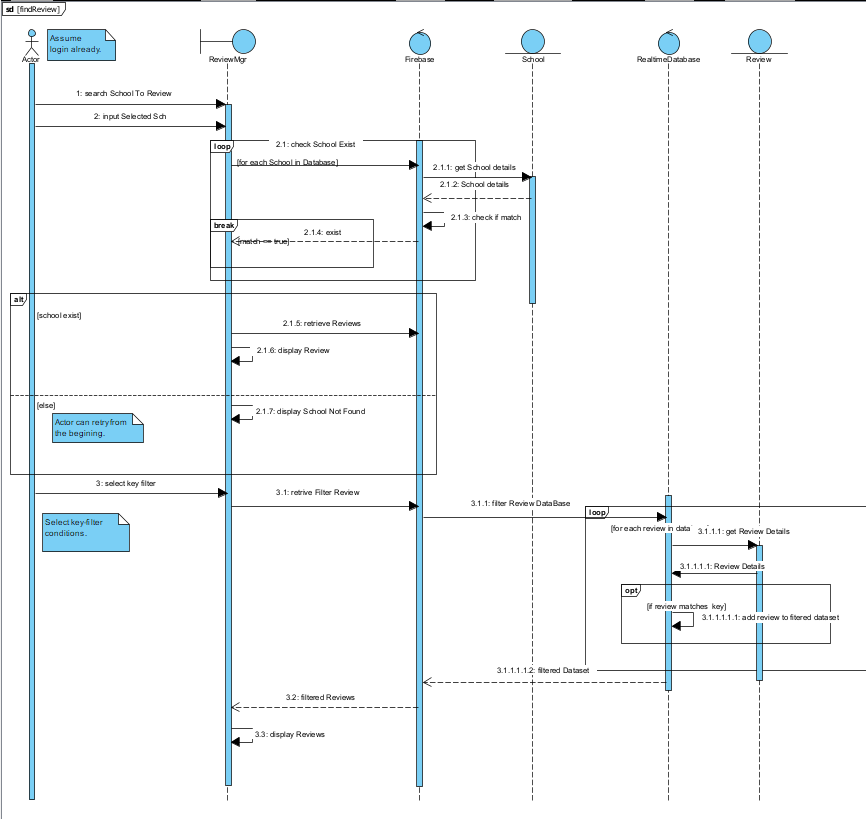 sd [findReview]
Assume
login already.
Actor
ReviewMgr
Firebase
School
RealtimeDatabase
Review
1: search School To Review
2: input Selected Sch
loop
2.1: check School Exist
[for each School in Database]
2.1.1: get School details
2.1.2: School details
2.1.3: check if match
break
2.1.4: exist
[match == true]
alt
[school exist]
2.1.5: retrieve Reviews
2.1.6: display Review
[else]
Actor can retry from
the begining.
2.1.7: display School Not Found
3: select key filter
3.1: retrive Filter Review
3.1.1: filter Review DataBase
loop
Select key-filter
conditions.
[for each review in data
3.1.1.1: get Review Details
3.1.1.1.1: Review Details
opt
[if review matches key]
3.1.1.1.1.1: add review to fitered dataset
3.1.1.1.1.2: filtered Dataset
3.2: filtered Reviews
3.3: display Reviews